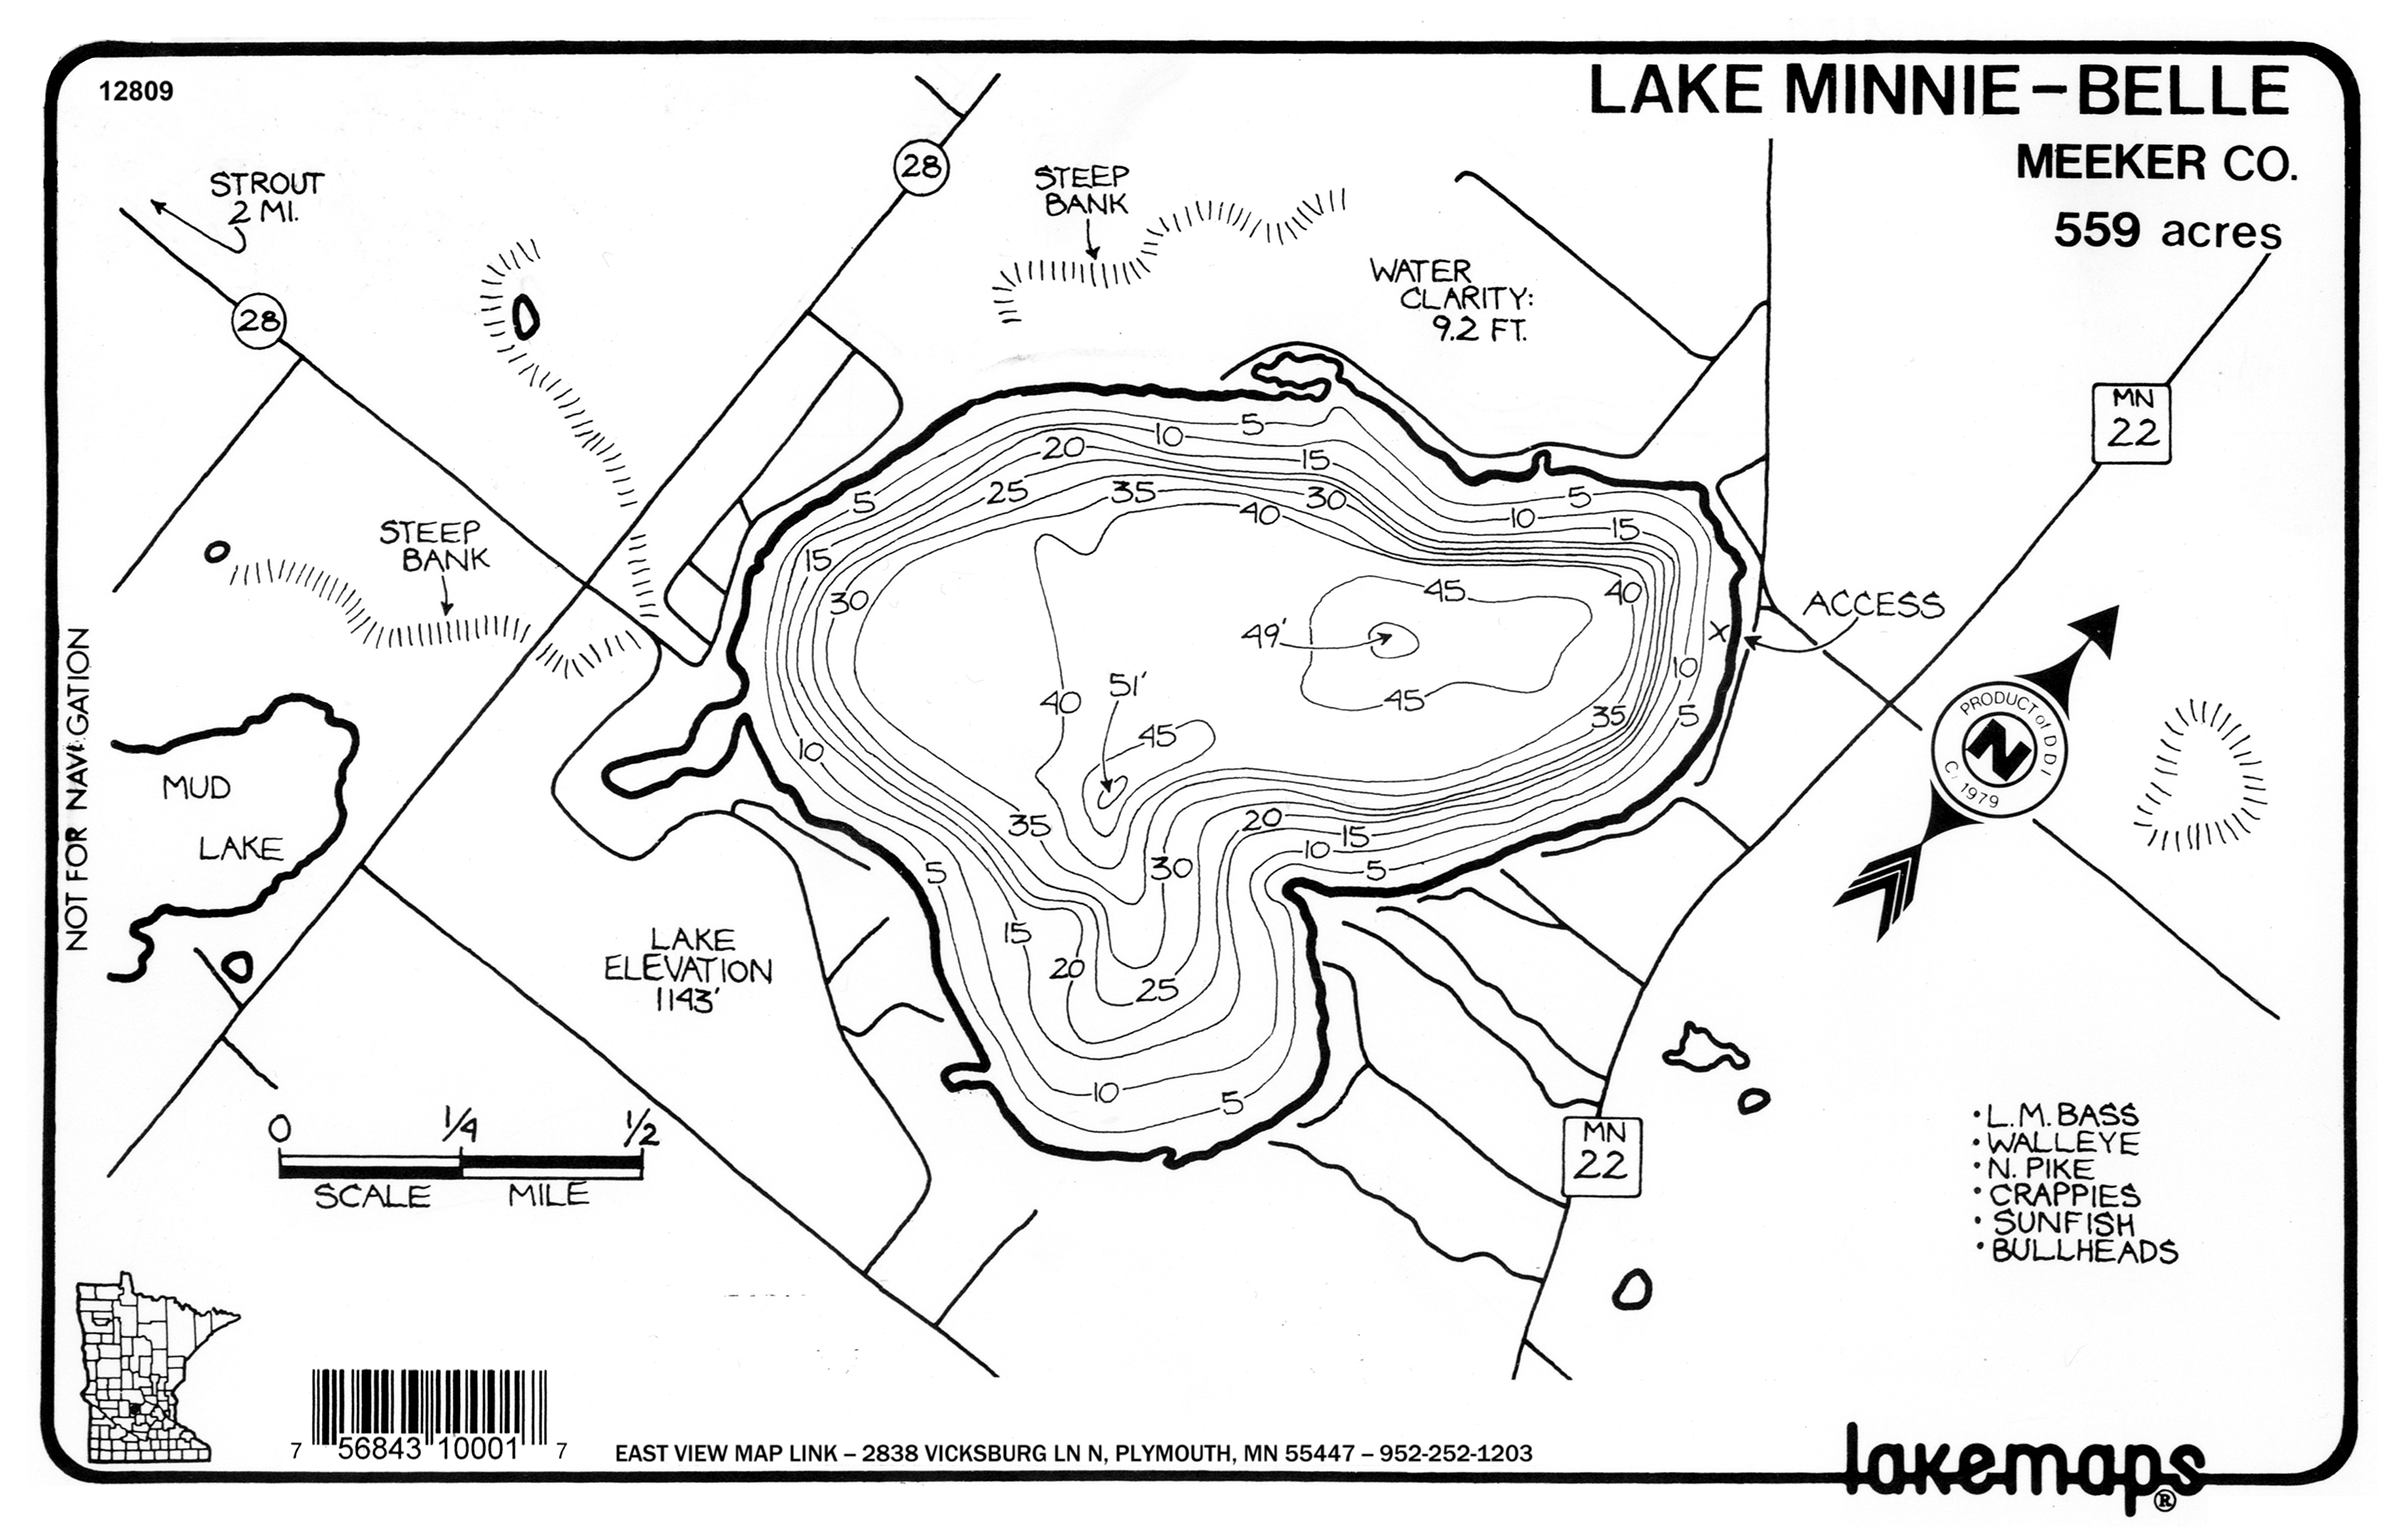 12809
LAKE MINNIE-BELLE
MEEKER CO.
559 acres
STROUT
2 MI.
28
28
STEEP
BANK
WATER
CLARITY:
9.2 FT.
MN
22
STEEP
BANK
ACCESS
X
5
10
20
15
5
25
35
30
40
5
10
15
15
30
45
40
49'
10
51'
40
45
35
5
45
10
35
20
15
10
5
30
5
15
20
25
10
5
NOT FOR NAVIGATION
MUD
LAKE
PRODUCT of DDI
N
C. 1979
LAKE
ELEVATION
1143'
0 1/4 1/2
SCALE MILE
MN
22
• L.M. BASS
• WALLEYE
• N. PIKE
• CRAPPIES
• SUNFISH
• BULLHEADS
7 56843 10001 7
EAST VIEW MAP LINK – 2838 VICKSBURG LN N, PLYMOUTH, MN 55447 – 952-252-1203
lakemaps®